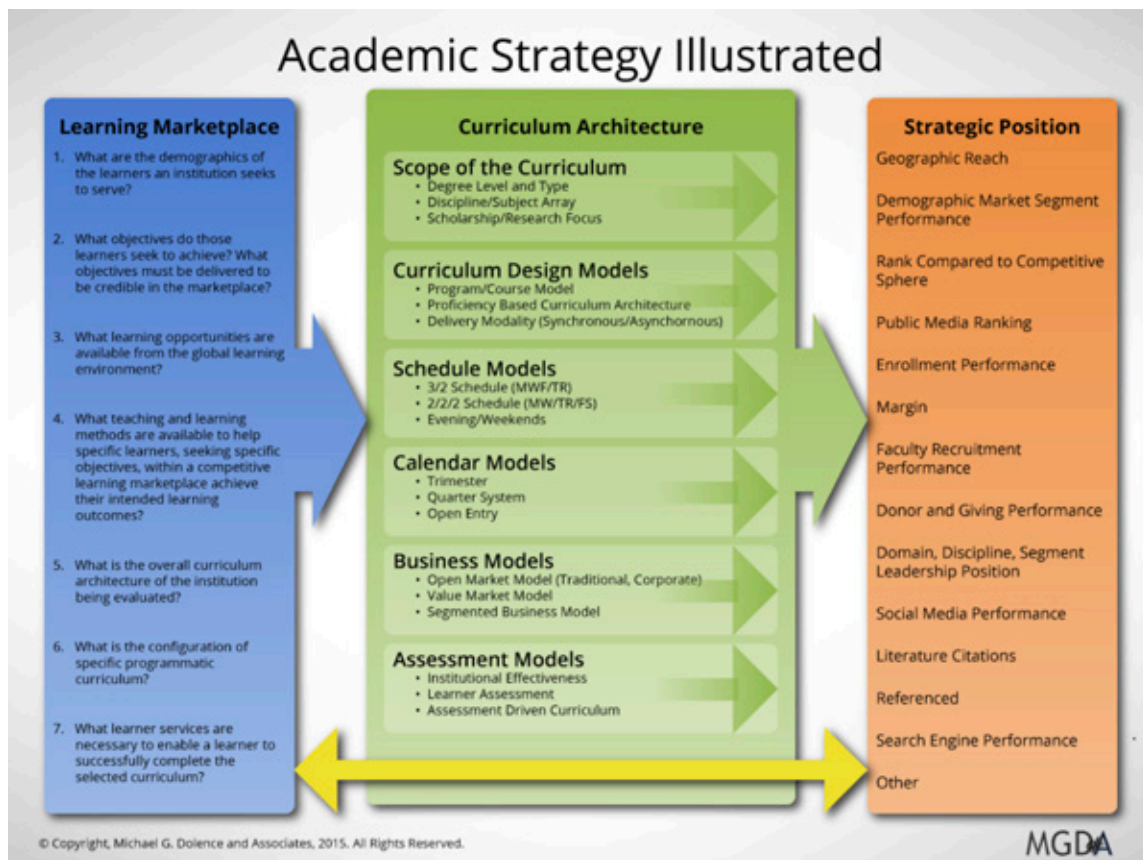 Academic Strategy Illustrated
Learning Marketplace
1. What are the demographics of
the learners an institution seeks
to serve?
2. What objectives do those
learners seek to achieve? What
objectives must be delivered to
be credible in the marketplace?
3. What learning opportunities are
available from the global learning
environment?
4. What teaching and learning
methods are available to help
specific learners, seeking specific
objectives, within a competitive
learning marketplace achieve
their intended learning
outcomes?
5. What is the overall curriculum
architecture of the institution
being evaluated?
6. What is the configuration of
specific programmatic
curriculum?
7. What learner services are
necessary to enable a learner to
successfully complete the
selected curriculum?
Curriculum Architecture
Scope of the Curriculum
• Degree Level and Type
• Discipline/Subject Array
• Scholarship/Research Focus
Curriculum Design Models
• Program/Course Model
• Proficiency Based Curriculum Architecture
• Delivery Modality (Synchronous/Asynchornous)
Schedule Models
• 3/2 Schedule (MWF/TR)
• 2/2/2 Schedule (MW/TR/FS)
• Evening/Weekends
Calendar Models
• Trimester
• Quarter System
• Open Entry
Business Models
• Open Market Model (Traditional, Corporate)
• Value Market Model
• Segmented Business Model
Assessment Models
• Institutional Effectiveness
• Learner Assessment
• Assessment Driven Curriculum
Strategic Position
Geographic Reach
Demographic Market Segment
Performance
Rank Compared to Competitive
Sphere
Public Media Ranking
Enrollment Performance
Margin
Faculty Recruitment
Performance
Donor and Giving Performance
Domain, Discipline, Segment
Leadership Position
Social Media Performance
Literature Citations
Referenced
Search Engine Performance
Other
© Copyright, Michael G. Dolence and Associates, 2015. All Rights Reserved.
MGDA